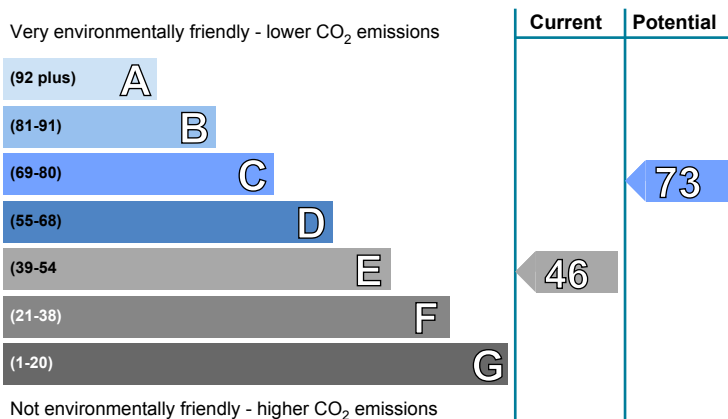 Very environmentally friendly - lower CO₂ emissions
Current
Potential
(92 plus) A
(81-91) B
(69-80) C
73
(55-68) D
(39-54 E
46
(21-38) F
(1-20) G
Not environmentally friendly - higher CO₂ emissions